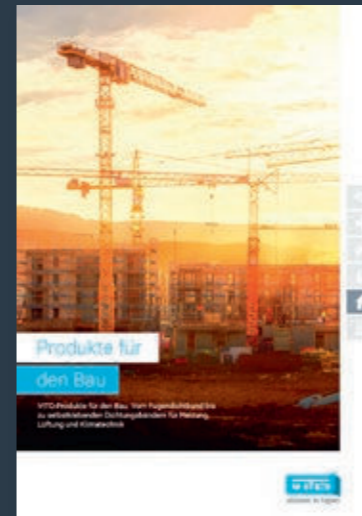 Produkte für
den Bau
VITO-Produkte für den Bau. Vom Fugendichtband bis
zu selbstklebenden Dichtungsbändern für Heizung,
Lüftung und Klimatechnik
VITO